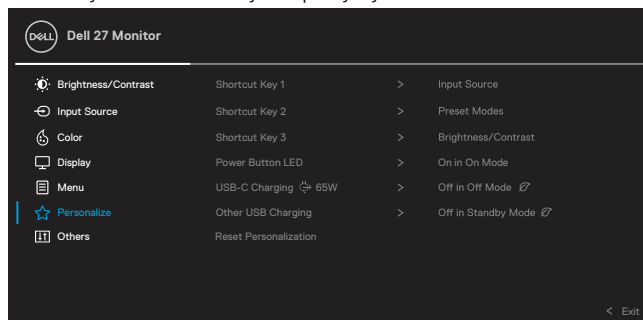 DELL Dell 27 Monitor
Brightness/Contrast Shortcut Key 1 > Input Source
Input Source Shortcut Key 2 > Preset Modes
Color Shortcut Key 3 > Brightness/Contrast
Display Power Button LED > On in On Mode
Menu USB-C Charging 65W > Off in Off Mode
Personalize Other USB Charging > Off in Standby Mode
Others Reset Personalization
< Exit